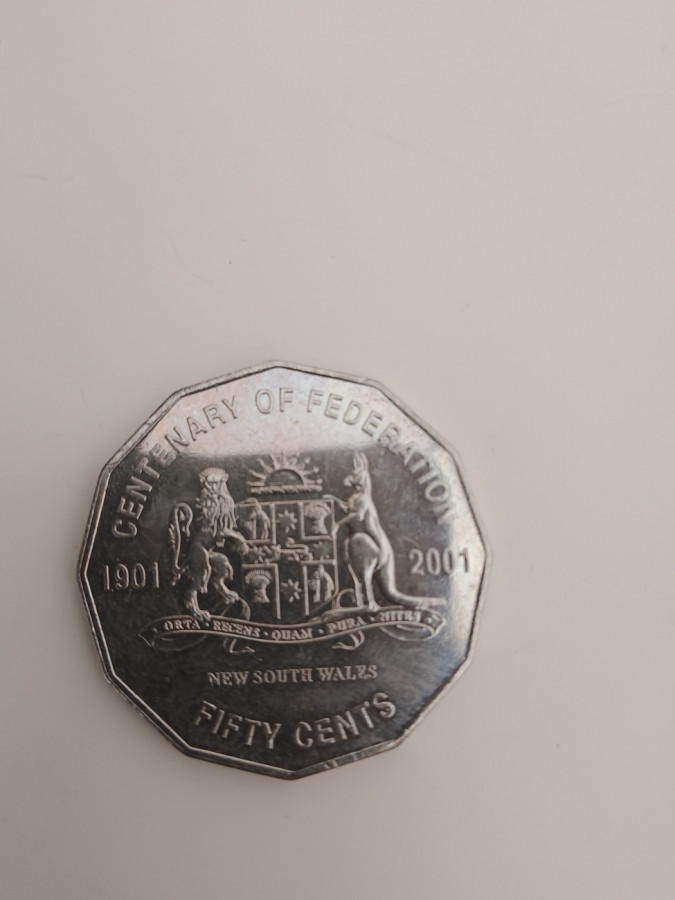 CENTENARY OF FEDERATION
1901 2001
ORTA · RECENS · QUAM · PURA · NITES
NEW SOUTH WALES
FIFTY CENTS